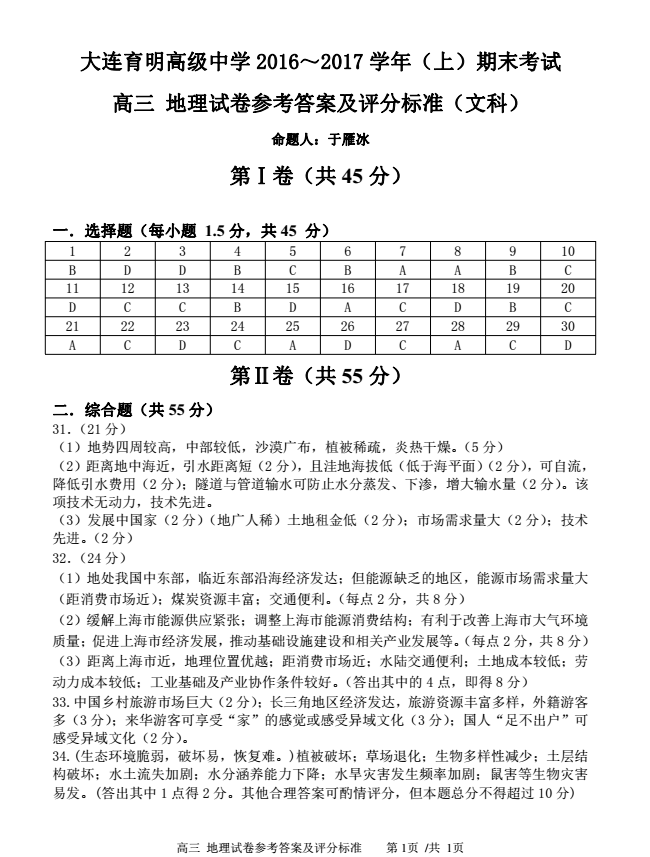 大连育明高级中学 2016～2017 学年（上）期末考试
高三 地理试卷参考答案及评分标准（文科）
命题人：于雁冰
第Ⅰ卷（共 45 分）
一．选择题（每小题 1.5 分，共 45 分）
1 2 3 4 5 6 7 8 9 10
B D D B C B A A B C
11 12 13 14 15 16 17 18 19 20
D C C B D A C D B C
21 22 23 24 25 26 27 28 29 30
A C D C A D C A C D
第Ⅱ卷（共 55 分）
二．综合题（共 55 分）
31．（21 分）
（1）地势四周较高，中部较低，沙漠广布，植被稀疏，炎热干燥。（5 分）
（2）距离地中海近，引水距离短（2 分），且洼地海拔低（低于海平面）（2 分），可自流，
降低引水费用（2 分）；隧道与管道输水可防止水分蒸发、下渗，增大输水量（2 分）。该
项技术无动力，技术先进。
（3）发展中国家（2 分）（地广人稀）土地租金低（2 分）；市场需求量大（2 分）；技术
先进。（2 分）
32．（24 分）
（1）地处我国中东部，临近东部沿海经济发达；但能源缺乏的地区，能源市场需求量大
（距消费市场近）；煤炭资源丰富；交通便利。（每点 2 分，共 8 分）
（2）缓解上海市能源供应紧张；调整上海市能源消费结构；有利于改善上海市大气环境
质量；促进上海市经济发展，推动基础设施建设和相关产业发展等。（每点 2 分，共 8 分）
（3）距离上海市近，地理位置优越；距消费市场近；水陆交通便利；土地成本较低；劳
动力成本较低；工业基础及产业协作条件较好。（答出其中的 4 点，即得 8 分）
33.中国乡村旅游市场巨大（2 分）；长三角地区经济发达，旅游资源丰富多样，外籍游客
多（3 分）；来华游客可享受“家”的感觉或感受异域文化（3 分）；国人“足不出户”可
感受异域文化（2 分）。
34.（生态环境脆弱，破坏易，恢复难。）植被破坏；草场退化；生物多样性减少；土层结
构破坏；水土流失加剧；水分涵养能力下降；水旱灾害发生频率加剧；鼠害等生物灾害
易发。（答出其中 1 点得 2 分。其他合理答案可酌情评分，但本题总分不得超过 10 分）
高三 地理试卷参考答案及评分标准 第 1页 /共 1页